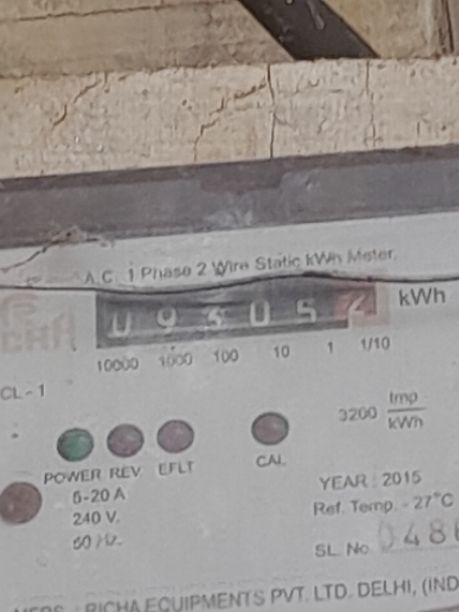 A.C. 1 Phase 2 Wire Static kWh Meter
09305 kWh
10000 1000 100 10 1 1/10
CL-1
3200 Imp/kWh
POWER REV EFLT CAL
5-20 A
240 V.
50 Hz.
YEAR : 2015
Ref. Temp. - 27°C
SL. No. 048
RICHA EQUIPMENTS PVT. LTD. DELHI, (IND